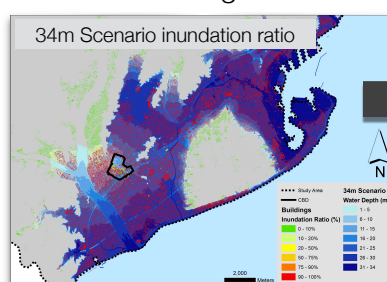 34m Scenario inundation ratio
N
Study Area
CBD
Buildings
Inundation Ratio (%)
0 - 10%
10 - 20%
20 - 50%
50 - 75%
75 - 90%
90 - 100%
34m Scenario
Water Depth (m
1 - 5
6 - 10
11 - 15
16 - 20
21 - 25
26 - 30
31 - 34
2,000
Meters